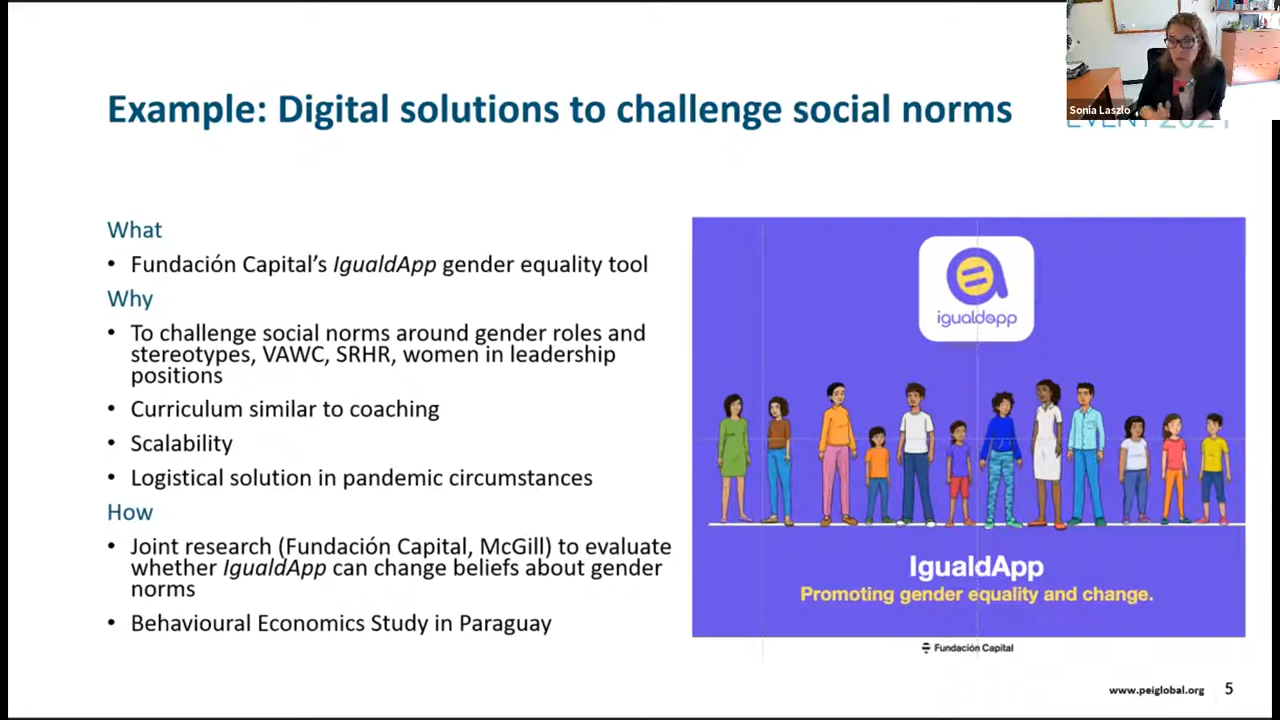 Example: Digital solutions to challenge social norms
Sonia Laszlo
What
• Fundación Capital’s IgualdApp gender equality tool
Why
• To challenge social norms around gender roles and
stereotypes, VAWC, SRHR, women in leadership
positions
• Curriculum similar to coaching
• Scalability
• Logistical solution in pandemic circumstances
How
• Joint research (Fundación Capital, McGill) to evaluate
whether IgualdApp can change beliefs about gender
norms
• Behavioural Economics Study in Paraguay
igualdapp
IgualdApp
Promoting gender equality and change.
Fundación Capital
www.peiglobal.org 5